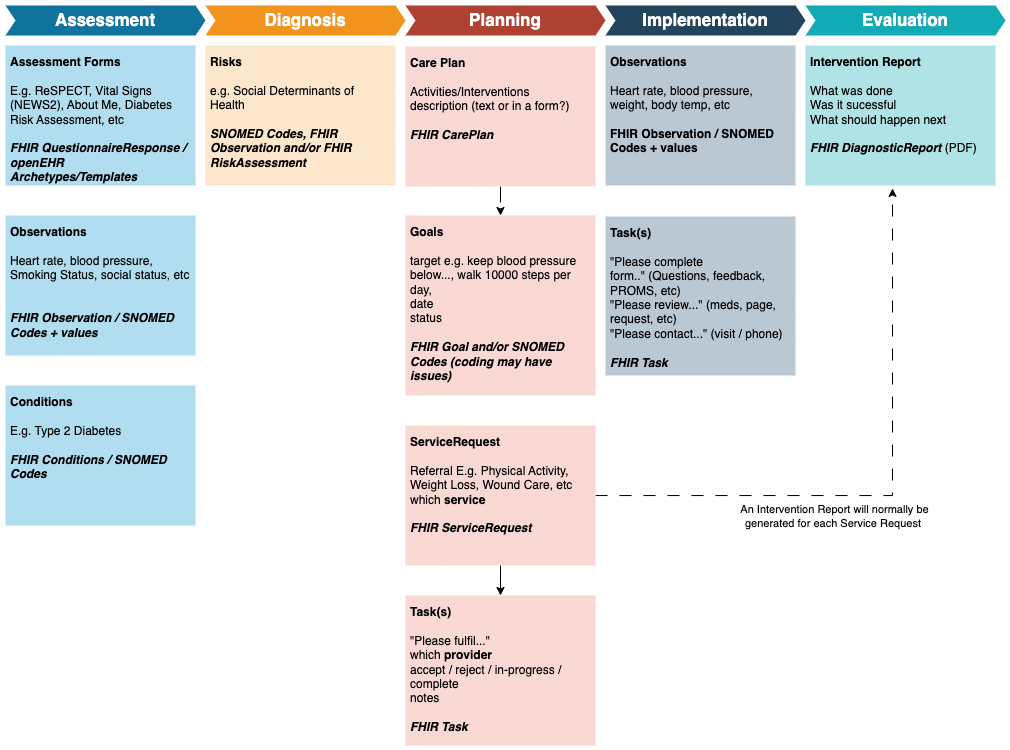 Assessment
Diagnosis
Planning
Implementation
Evaluation
Assessment Forms
E.g. ReSPECT, Vital Signs
(NEWS2), About Me, Diabetes
Risk Assessment, etc
FHIR QuestionnaireResponse /
openEHR
Archetypes/Templates
Observations
Heart rate, blood pressure,
Smoking Status, social status, etc
FHIR Observation / SNOMED
Codes + values
Conditions
E.g. Type 2 Diabetes
FHIR Conditions / SNOMED
Codes
Risks
e.g. Social Determinants of
Health
SNOMED Codes, FHIR
Observation and/or FHIR
RiskAssessment
Care Plan
Activities/Interventions
description (text or in a form?)
FHIR CarePlan
Goals
target e.g. keep blood pressure
below..., walk 10000 steps per
day,
date
status
FHIR Goal and/or SNOMED
Codes (coding may have
issues)
ServiceRequest
Referral E.g. Physical Activity,
Weight Loss, Wound Care, etc
which service
FHIR ServiceRequest
Task(s)
"Please fulfil..."
which provider
accept / reject / in-progress /
complete
notes
FHIR Task
Observations
Heart rate, blood pressure,
weight, body temp, etc
FHIR Observation / SNOMED
Codes + values
Task(s)
"Please complete
form.." (Questions, feedback,
PROMS, etc)
"Please review..." (meds, page,
request, etc)
"Please contact..." (visit / phone)
FHIR Task
Intervention Report
What was done
Was it sucessful
What should happen next
FHIR DiagnosticReport (PDF)
An Intervention Report will normally be
generated for each Service Request